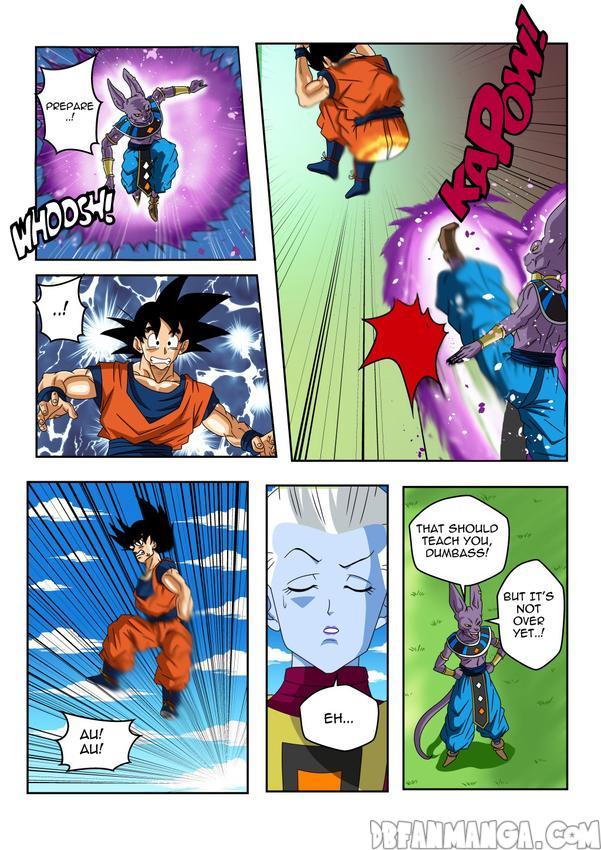 PREPARE
..!
WHOOSH!
KAPOW!
..!
AU!
AU!
EH...
THAT SHOULD
TEACH YOU,
DUMBASS!
BUT IT'S
NOT
OVER
YET..!
DBFANMANGA.COM